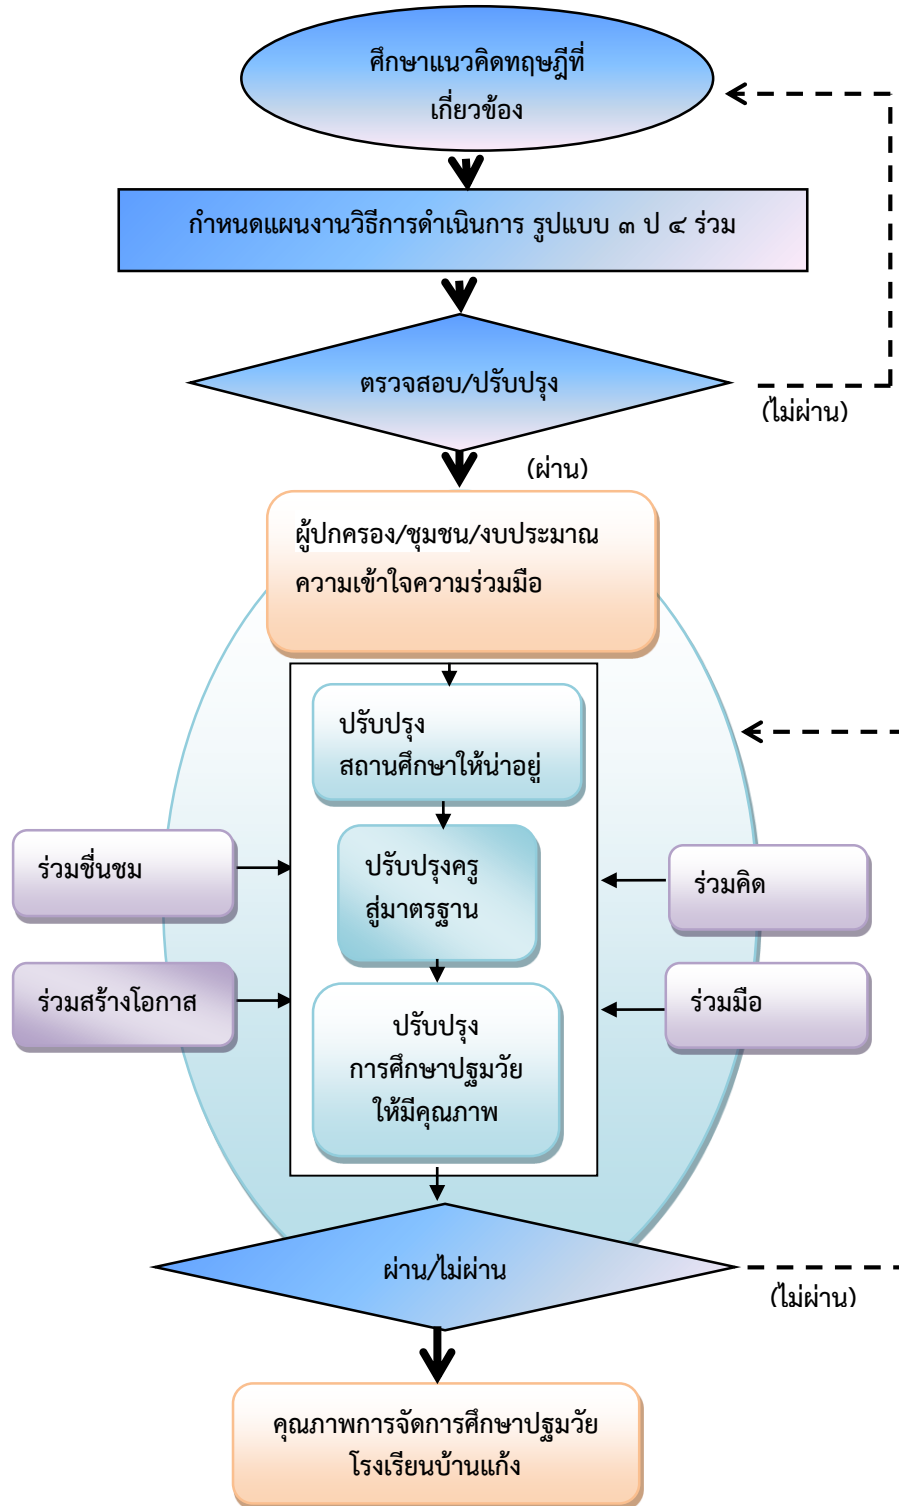 ศึกษาแนวคิดทฤษฎีที่
เกี่ยวข้อง
กำหนดแผนงานวิธีการดำเนินการ รูปแบบ ๓ ป ๔ ร่วม
ตรวจสอบ/ปรับปรุง
(ไม่ผ่าน)
(ผ่าน)
ผู้ปกครอง/ชุมชน/งบประมาณ
ความเข้าใจความร่วมมือ
ปรับปรุง
สถานศึกษาให้น่าอยู่
ร่วมชื่นชม
ปรับปรุงครู
สู่มาตรฐาน
ร่วมคิด
ร่วมสร้างโอกาส
ร่วมมือ
ปรับปรุง
การศึกษาปฐมวัย
ให้มีคุณภาพ
ผ่าน/ไม่ผ่าน
(ไม่ผ่าน)
คุณภาพการจัดการศึกษาปฐมวัย
โรงเรียนบ้านแก้ง